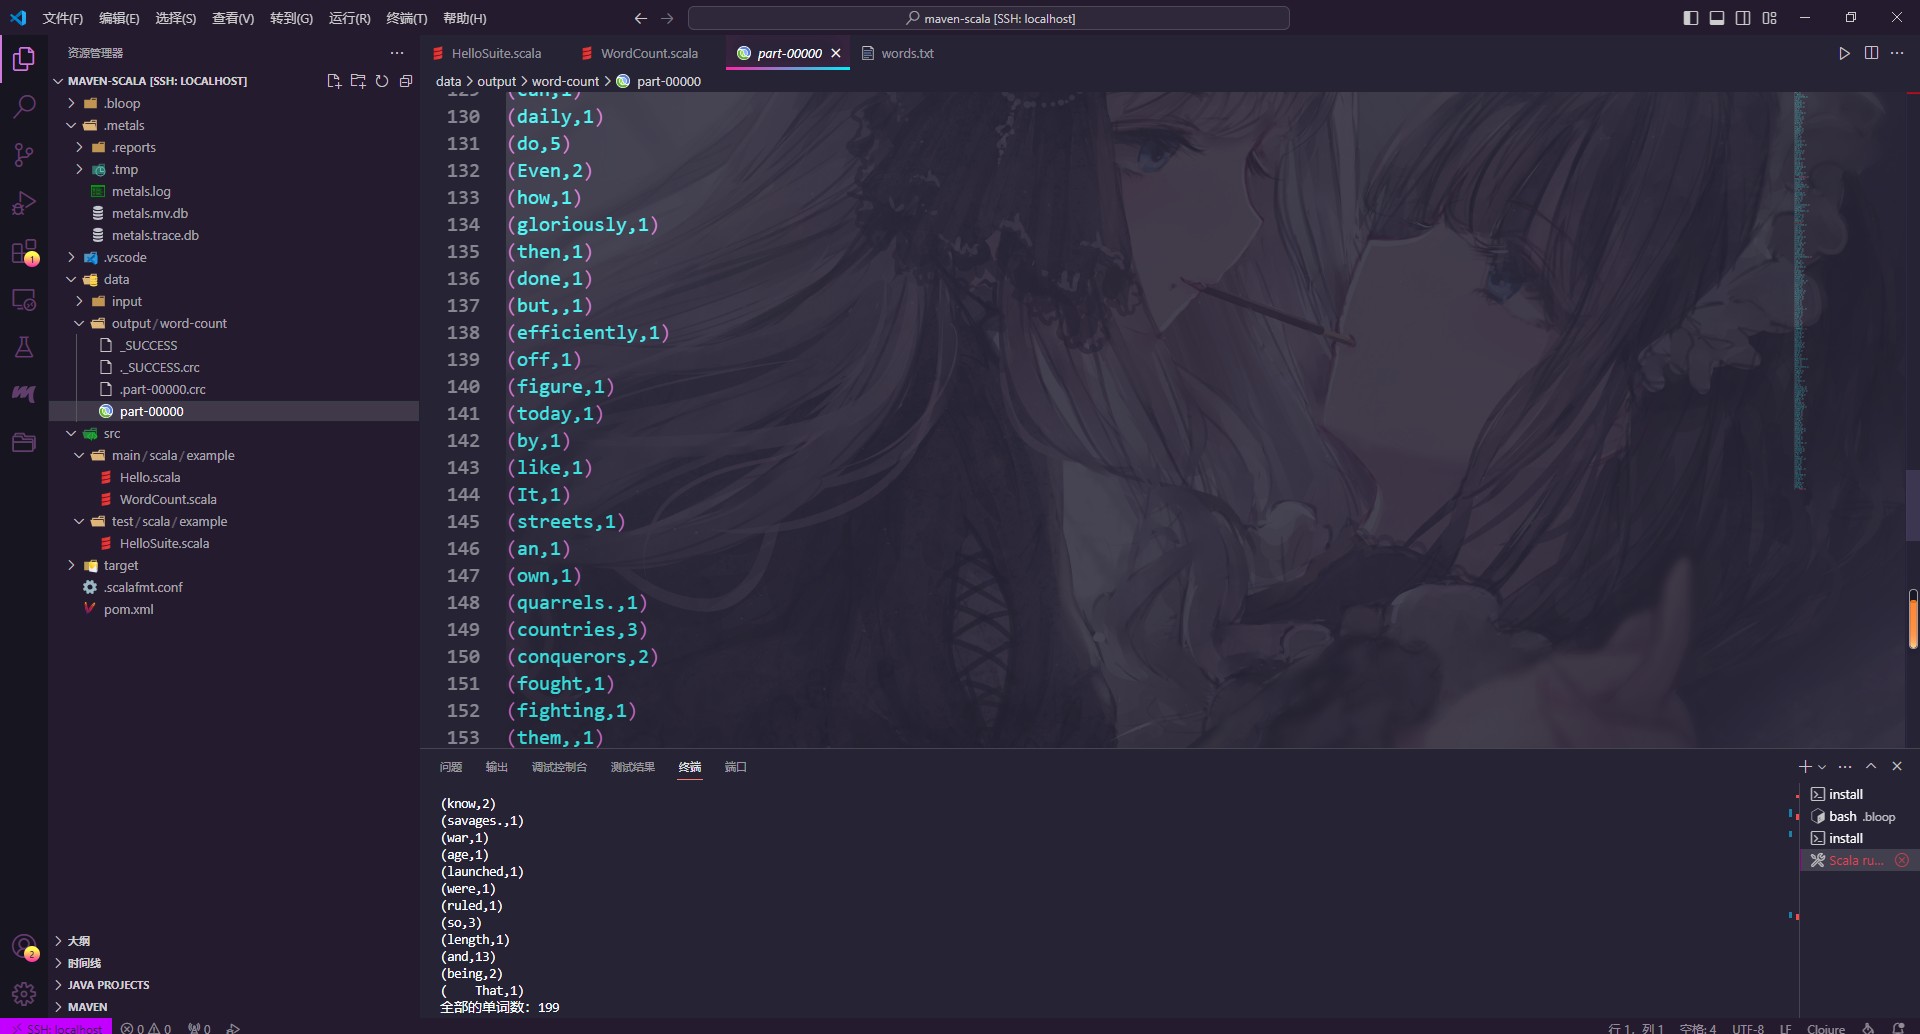 文件(F) 编辑(E) 选择(S) 查看(V) 转到(G) 运行(R) 终端(T) 帮助(H)
maven-scala [SSH: localhost]
资源管理器
HelloSuite.scala
WordCount.scala
part-00000
words.txt
data > output > word-count > part-00000
MAVEN-SCALA [SSH: LOCALHOST]
.bloop
.metals
.reports
.tmp
metals.log
metals.mv.db
metals.trace.db
.vscode
data
input
output/word-count
_SUCCESS
._SUCCESS.crc
.part-00000.crc
part-00000
src
main/scala/example
Hello.scala
WordCount.scala
test/scala/example
HelloSuite.scala
target
.scalafmt.conf
pom.xml
大纲
时间线
JAVA PROJECTS
MAVEN
1
2
130 (daily,1)
131 (do,5)
132 (Even,2)
133 (how,1)
134 (gloriously,1)
135 (then,1)
136 (done,1)
137 (but,,1)
138 (efficiently,1)
139 (off,1)
140 (figure,1)
141 (today,1)
142 (by,1)
143 (like,1)
144 (It,1)
145 (streets,1)
146 (an,1)
147 (own,1)
148 (quarrels.,1)
149 (countries,3)
150 (conquerors,2)
151 (fought,1)
152 (fighting,1)
153 (them,,1)
问题 输出 调试控制台 测试结果 终端 端口
(know,2)
(savages.,1)
(war,1)
(age,1)
(launched,1)
(were,1)
(ruled,1)
(so,3)
(length,1)
(and,13)
(being,2)
(    That,1)
全部的单词数: 199
install
bash .bloop
install
Scala ru...
SSH: localhost
0 0 0
行 1, 列 1 空格: 4 UTF-8 LF Clojure